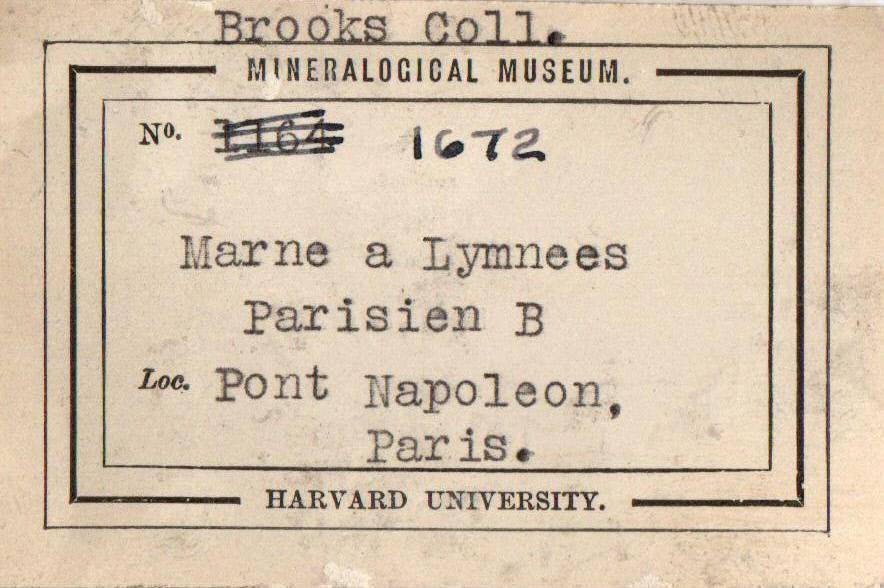 Brooks Coll.
MINERALOGICAL MUSEUM.
No. 1164 1672
Marne a Lymnees
Parisien B
Loc. Pont Napoleon,
Paris.
HARVARD UNIVERSITY.